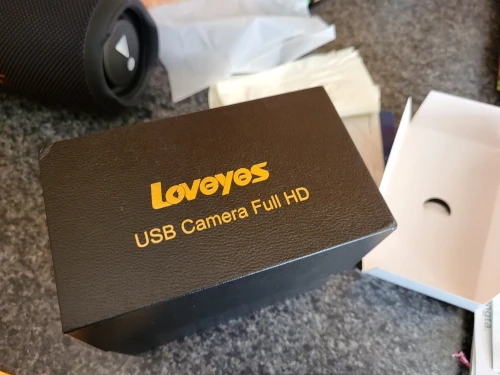 Loveyes
USB Camera Full HD